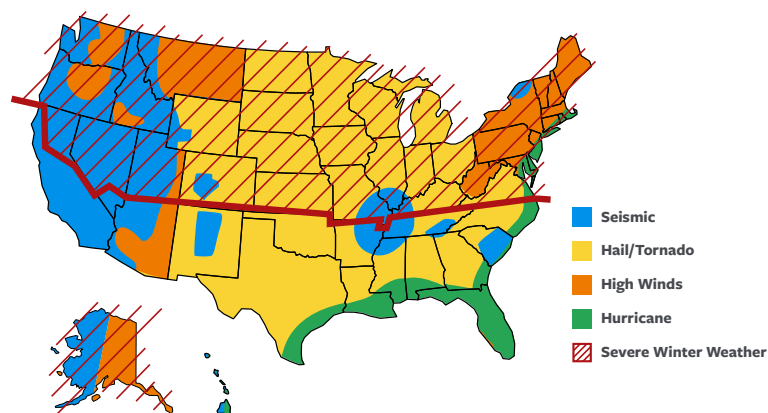 Seismic
Hail/Tornado
High Winds
Hurricane
Severe Winter Weather